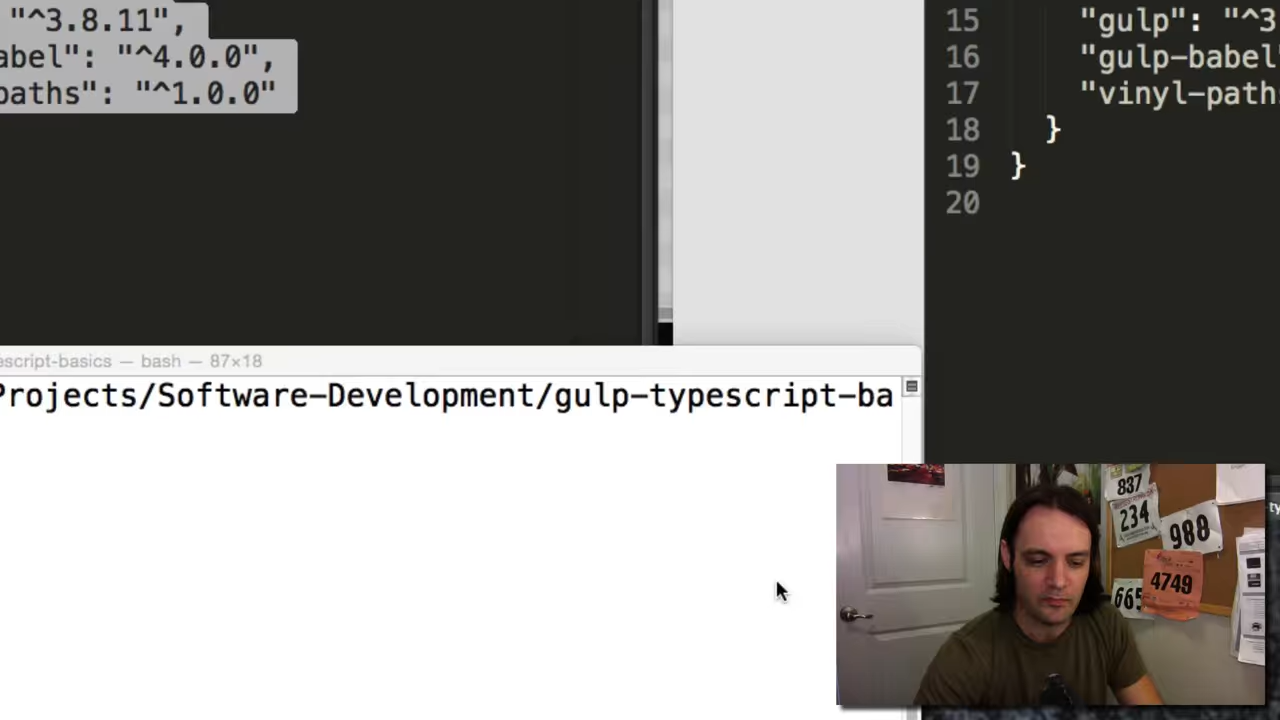 "^3.8.11",
abel": "^4.0.0",
paths": "^1.0.0"
15 "gulp": "^3
16 "gulp-babel"
17 "vinyl-paths
18 }
19 }
20
escript-basics — bash — 87×18
Projects/Software-Development/gulp-typescript-ba
837
234
988
4749
665
ty